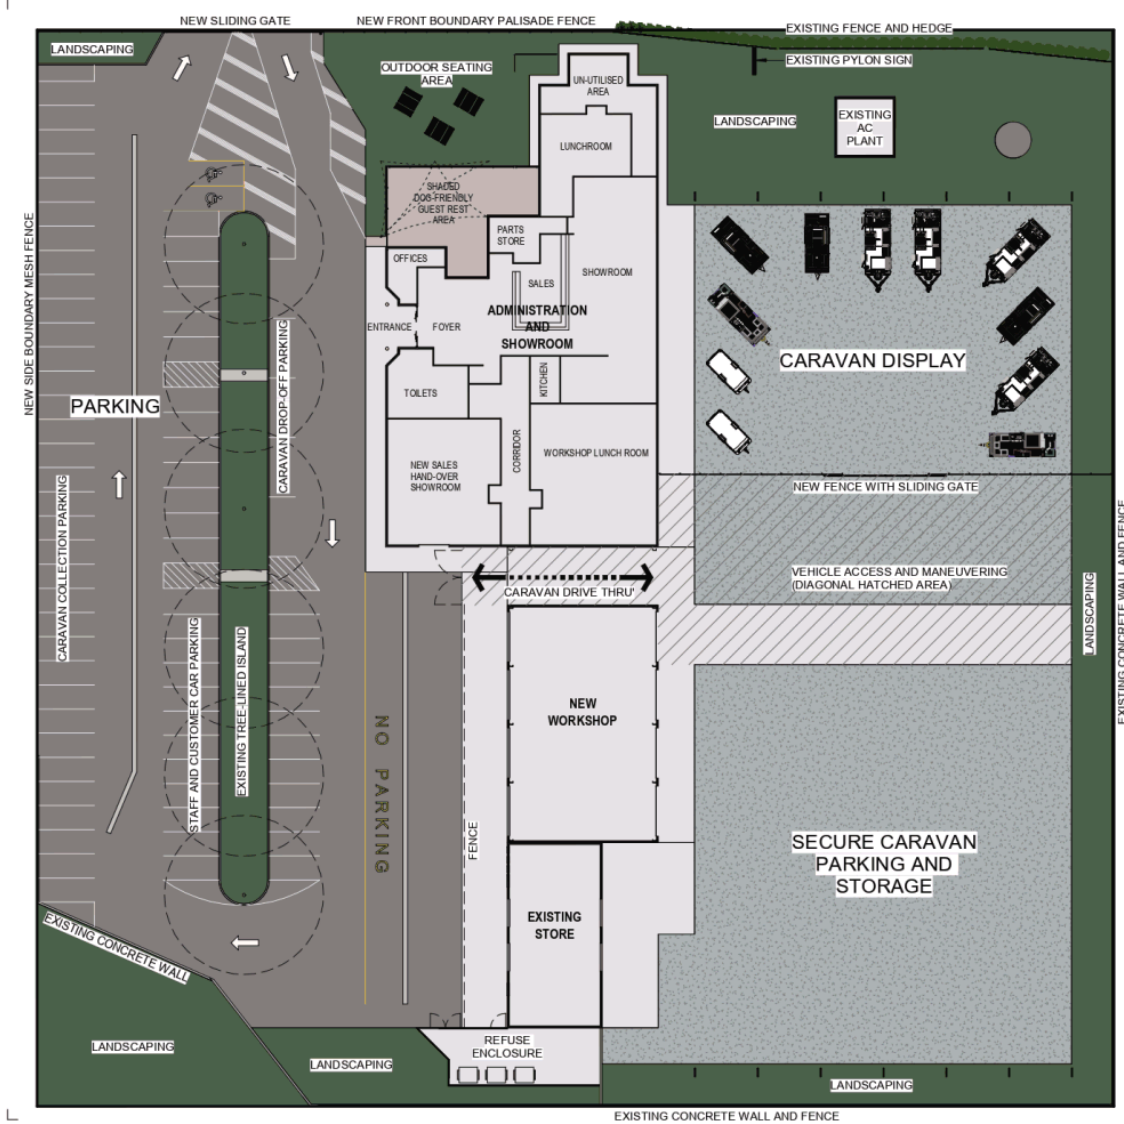 NEW SLIDING GATE
NEW FRONT BOUNDARY PALISADE FENCE
EXISTING FENCE AND HEDGE
LANDSCAPING
OUTDOOR SEATING
AREA
EXISTING PYLON SIGN
UN-UTILISED
AREA
LANDSCAPING
EXISTING
AC
PLANT
LUNCHROOM
SHADED
DOG-FRIENDLY
GUEST REST
AREA
PARTS
STORE
OFFICES
SHOWROOM
SALES
ADMINISTRATION
AND
SHOWROOM
ENTRANCE
FOYER
NEW SIDE BOUNDARY MESH FENCE
CARAVAN DROP-OFF PARKING
CARAVAN DISPLAY
KITCHEN
TOILETS
PARKING
CORRIDOR
WORKSHOP LUNCH ROOM
NEW SALES
HAND-OVER
SHOWROOM
NEW FENCE WITH SLIDING GATE
CARAVAN COLLECTION PARKING
EXISTING CONCRETE WALL AND FENCE
VEHICLE ACCESS AND MANEUVERING
(DIAGONAL HATCHED AREA)
CARAVAN DRIVE THRU'
LANDSCAPING
STAFF AND CUSTOMER CAR PARKING
EXISTING TREE-LINED ISLAND
NEW
WORKSHOP
NO PARKING
FENCE
SECURE CARAVAN
PARKING AND
STORAGE
EXISTING
STORE
EXISTING CONCRETE WALL
LANDSCAPING
REFUSE
ENCLOSURE
LANDSCAPING
LANDSCAPING
EXISTING CONCRETE WALL AND FENCE